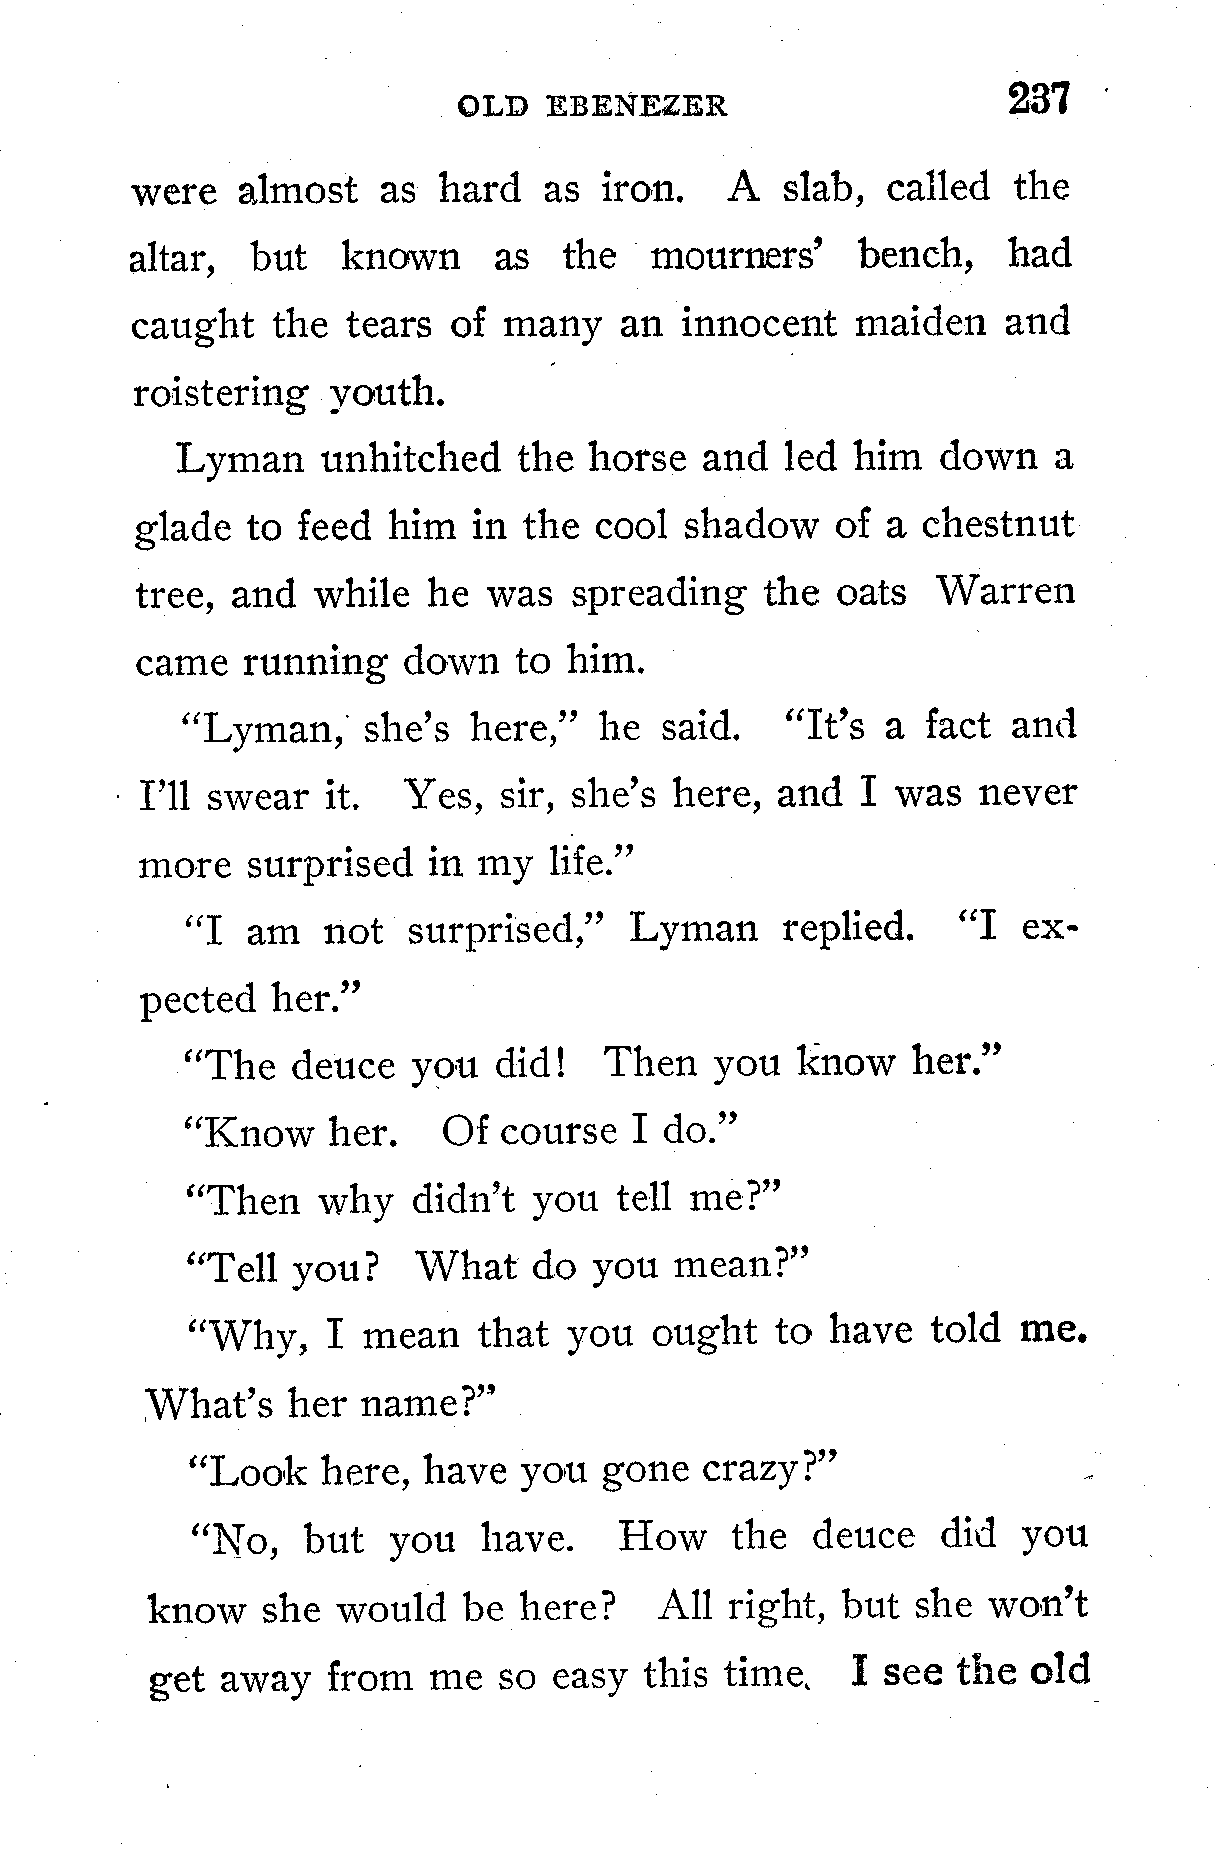 OLD EBENEZER 237
were almost as hard as iron. A slab, called the
altar, but known as the mourners’ bench, had
caught the tears of many an innocent maiden and
roistering youth.
Lyman unhitched the horse and led him down a
glade to feed him in the cool shadow of a chestnut
tree, and while he was spreading the oats Warren
came running down to him.
“Lyman, she’s here,” he said. “It’s a fact and
I’ll swear it. Yes, sir, she’s here, and I was never
more surprised in my life.”
“I am not surprised,” Lyman replied. “I ex-
pected her.”
“The deuce you did! Then you know her.”
“Know her. Of course I do.”
“Then why didn’t you tell me?”
“Tell you? What do you mean?”
“Why, I mean that you ought to have told me.
What’s her name?”
“Look here, have you gone crazy?”
“No, but you have. How the deuce did you
know she would be here? All right, but she won’t
get away from me so easy this time. I see the old